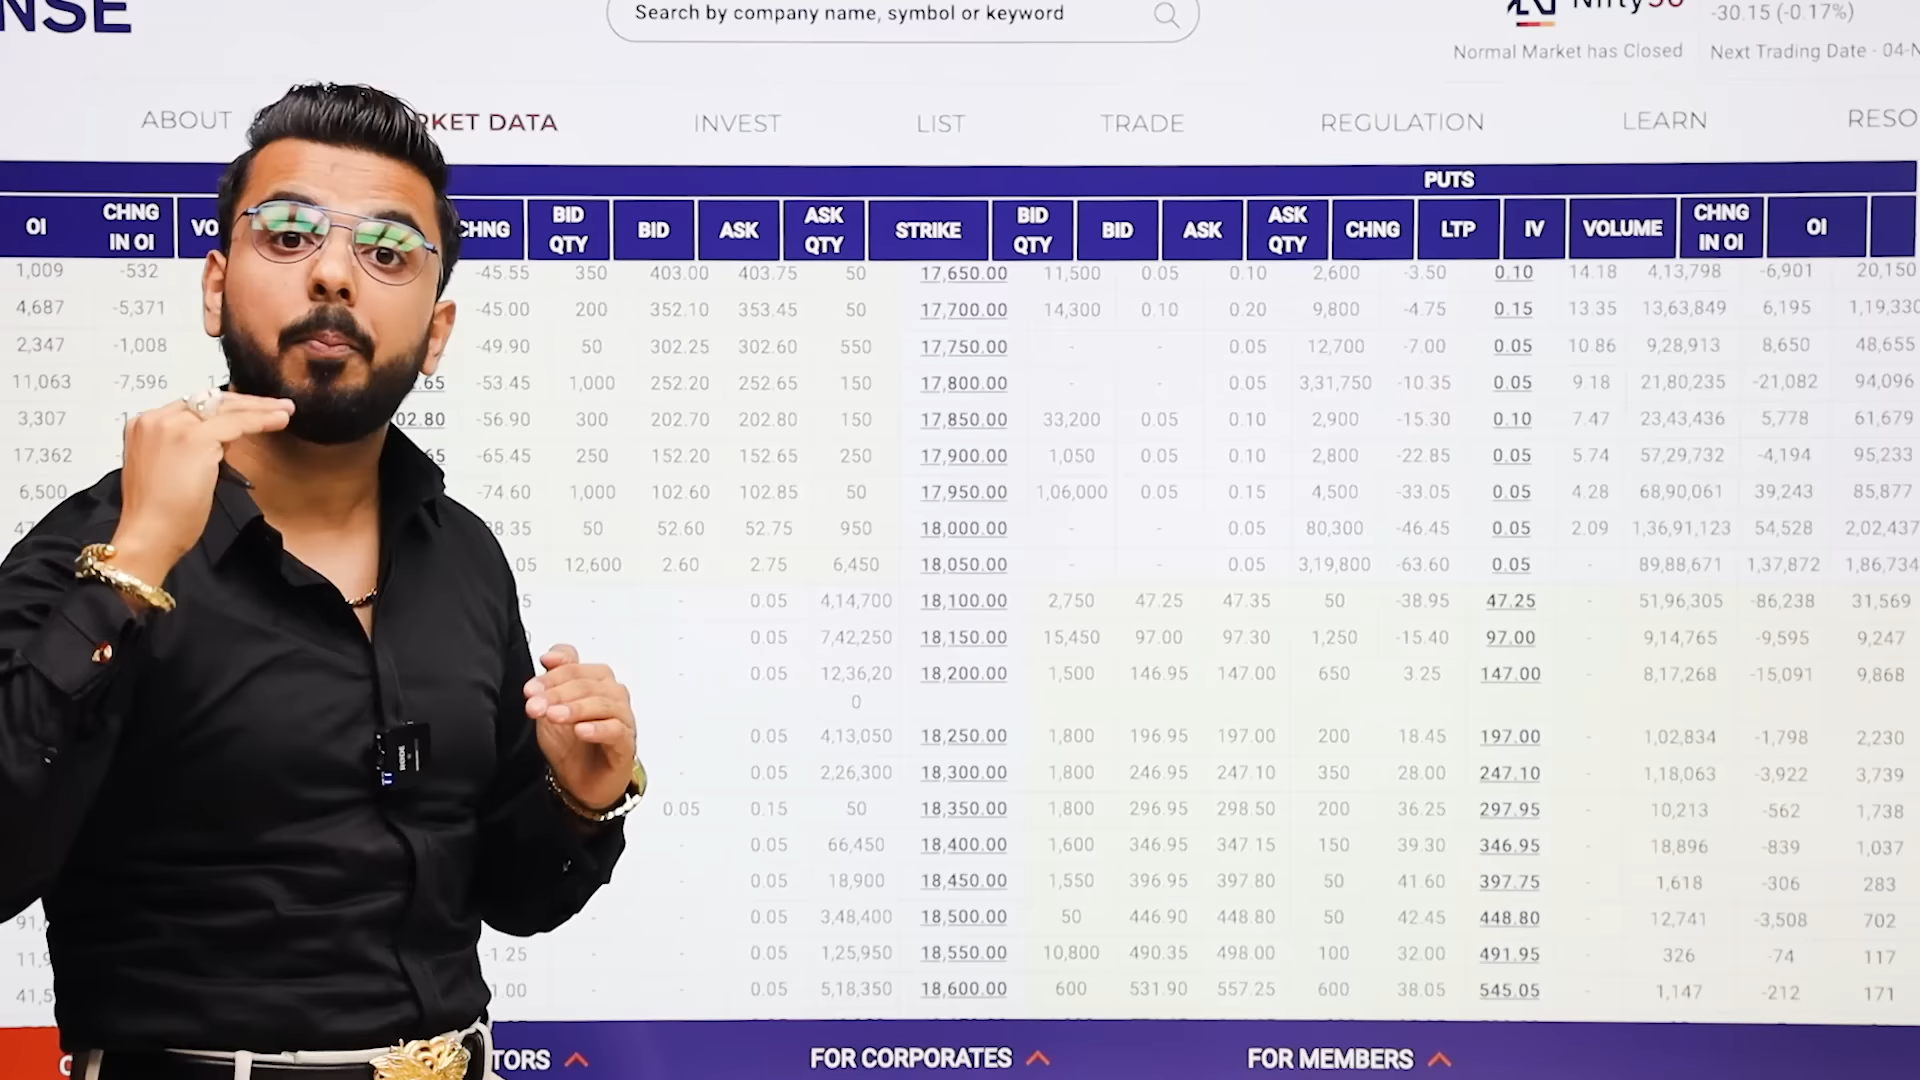 NSE
Search by company name, symbol or keyword
-30.15 (-0.17%)
Normal Market has Closed Next Trading Date - 04-N
ABOUT RKET DATA INVEST LIST TRADE REGULATION LEARN RESO
PUTS
OI CHNG IN OI VO CHNG BID QTY BID ASK ASK QTY STRIKE BID QTY BID ASK ASK QTY CHNG LTP IV VOLUME CHNG IN OI OI
1,009 -532 -45.55 350 403.00 403.75 50 17,650.00 11,500 0.05 0.10 2,600 -3.50 0.10 14.18 4,13,798 -6,901 20,150
4,687 -5,371 -45.00 200 352.10 353.45 50 17,700.00 14,300 0.10 0.20 9,800 -4.75 0.15 13.35 13,63,849 6,195 1,19,330
2,347 -1,008 -49.90 50 302.25 302.60 550 17,750.00 - - 0.05 12,700 -7.00 0.05 10.86 9,28,913 8,650 48,655
11,063 -7,596 .65 -53.45 1,000 252.20 252.65 150 17,800.00 - - 0.05 3,31,750 -10.35 0.05 9.18 21,80,235 -21,082 94,096
3,307 02.80 -56.90 300 202.70 202.80 150 17,850.00 33,200 0.05 0.10 2,900 -15.30 0.10 7.47 23,43,436 5,778 61,679
17,362 65 -65.45 250 152.20 152.65 250 17,900.00 1,050 0.05 0.10 2,800 -22.85 0.05 5.74 57,29,732 -4,194 95,233
6,500 -74.60 1,000 102.60 102.85 50 17,950.00 1,06,000 0.05 0.15 4,500 -33.05 0.05 4.28 68,90,061 39,243 85,877
47 8.35 50 52.60 52.75 950 18,000.00 - - 0.05 80,300 -46.45 0.05 2.09 1,36,91,123 54,528 2,02,437
05 12,600 2.60 2.75 6,450 18,050.00 - - 0.05 3,19,800 -63.60 0.05 - 89,88,671 1,37,872 1,86,734
5 - - 0.05 4,14,700 18,100.00 2,750 47.25 47.35 50 -38.95 47.25 - 51,96,305 -86,238 31,569
- - 0.05 7,42,250 18,150.00 15,450 97.00 97.30 1,250 -15.40 97.00 - 9,14,765 -9,595 9,247
- 0.05 12,36,200 18,200.00 1,500 146.95 147.00 650 3.25 147.00 - 8,17,268 -15,091 9,868
- 0.05 4,13,050 18,250.00 1,800 196.95 197.00 200 18.45 197.00 - 1,02,834 -1,798 2,230
- 0.05 2,26,300 18,300.00 1,800 246.95 247.10 350 28.00 247.10 - 1,18,063 -3,922 3,739
0.05 0.15 50 18,350.00 1,800 296.95 298.50 200 36.25 297.95 - 10,213 -562 1,738
- 0.05 66,450 18,400.00 1,600 346.95 347.15 150 39.30 346.95 - 18,896 -839 1,037
- 0.05 18,900 18,450.00 1,550 396.95 397.80 50 41.60 397.75 - 1,618 -306 283
91, - 0.05 3,48,400 18,500.00 50 446.90 448.80 50 42.45 448.80 - 12,741 -3,508 702
11,9 -1.25 - - 0.05 1,25,950 18,550.00 10,800 490.35 498.00 100 32.00 491.95 - 326 -74 117
41,5 1.00 - - 0.05 5,18,350 18,600.00 600 531.90 557.25 600 38.05 545.05 - 1,147 -212 171
TORS FOR CORPORATES FOR MEMBERS
RODE